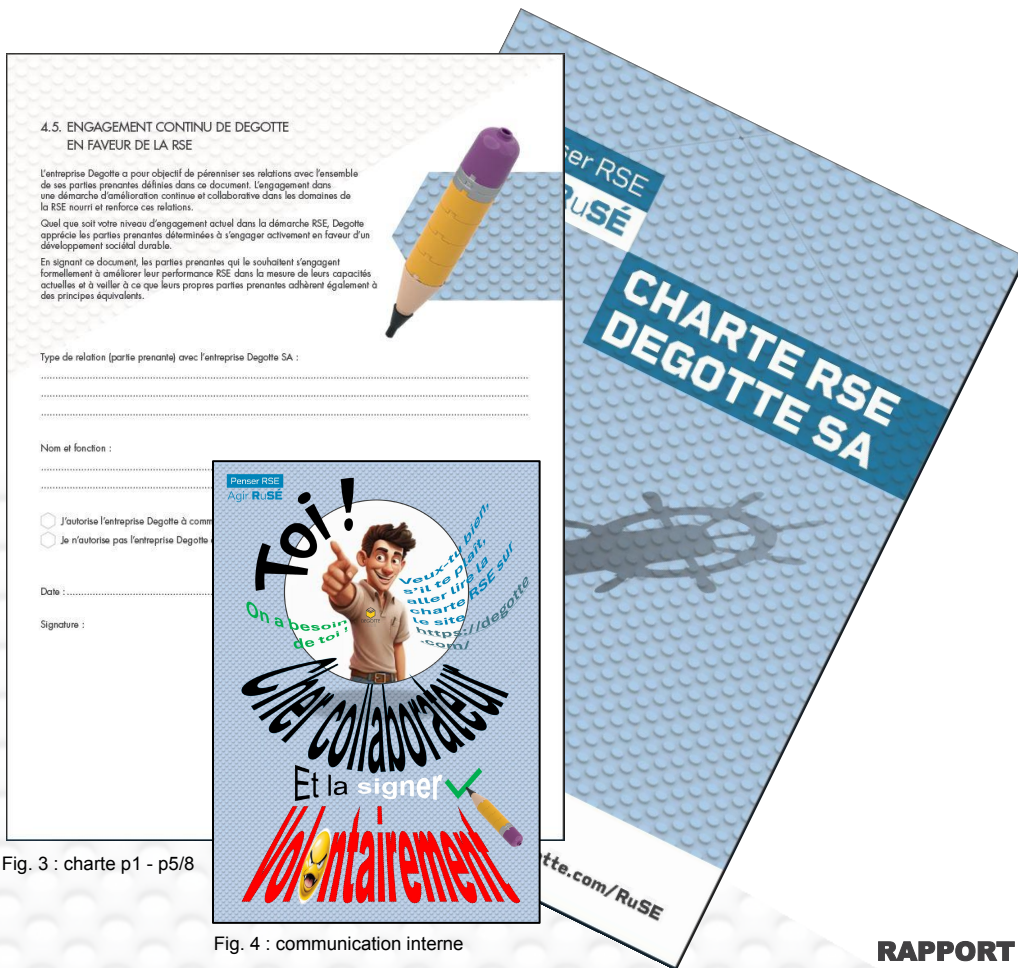 4.5. ENGAGEMENT CONTINU DE DEGOTTE
EN FAVEUR DE LA RSE
L'entreprise Degotte a pour objectif de pérenniser ses relations avec l'ensemble
de ses parties prenantes définies dans ce document. L'engagement dans
une démarche d'amélioration continue et collaborative dans les domaines de
la RSE nourri et renforce ces relations.
Quel que soit votre niveau d'engagement actuel dans la démarche RSE, Degotte
apprécie les parties prenantes déterminées à s'engager activement en faveur d'un
développement sociétal durable.
En signant ce document, les parties prenantes qui le souhaitent s'engagent
formellement à améliorer leur performance RSE dans la mesure de leurs capacités
actuelles et à veiller à ce que leurs propres parties prenantes adhèrent également à
des principes équivalents.
Type de relation (partie prenante) avec l'entreprise Degotte SA :
Nom et fonction :
J'autorise l'entreprise Degotte à comm
Je n'autorise pas l'entreprise Degotte
Date :
Signature :
Fig. 3 : charte p1 - p5/8
Penser RSE
Agir RuSÉ
Toi !
On a besoin
de toi !
Veux-tu bien,
s'il te plaît,
aller lire la
charte RSE sur
le site
https://degotte
.com/
Cher collaborateur
Et la signer
Volontairement
Fig. 4 : communication interne
ser RSE
RuSÉ
CHARTE RSE
DEGOTTE SA
tte.com/RuSE
RAPPORT